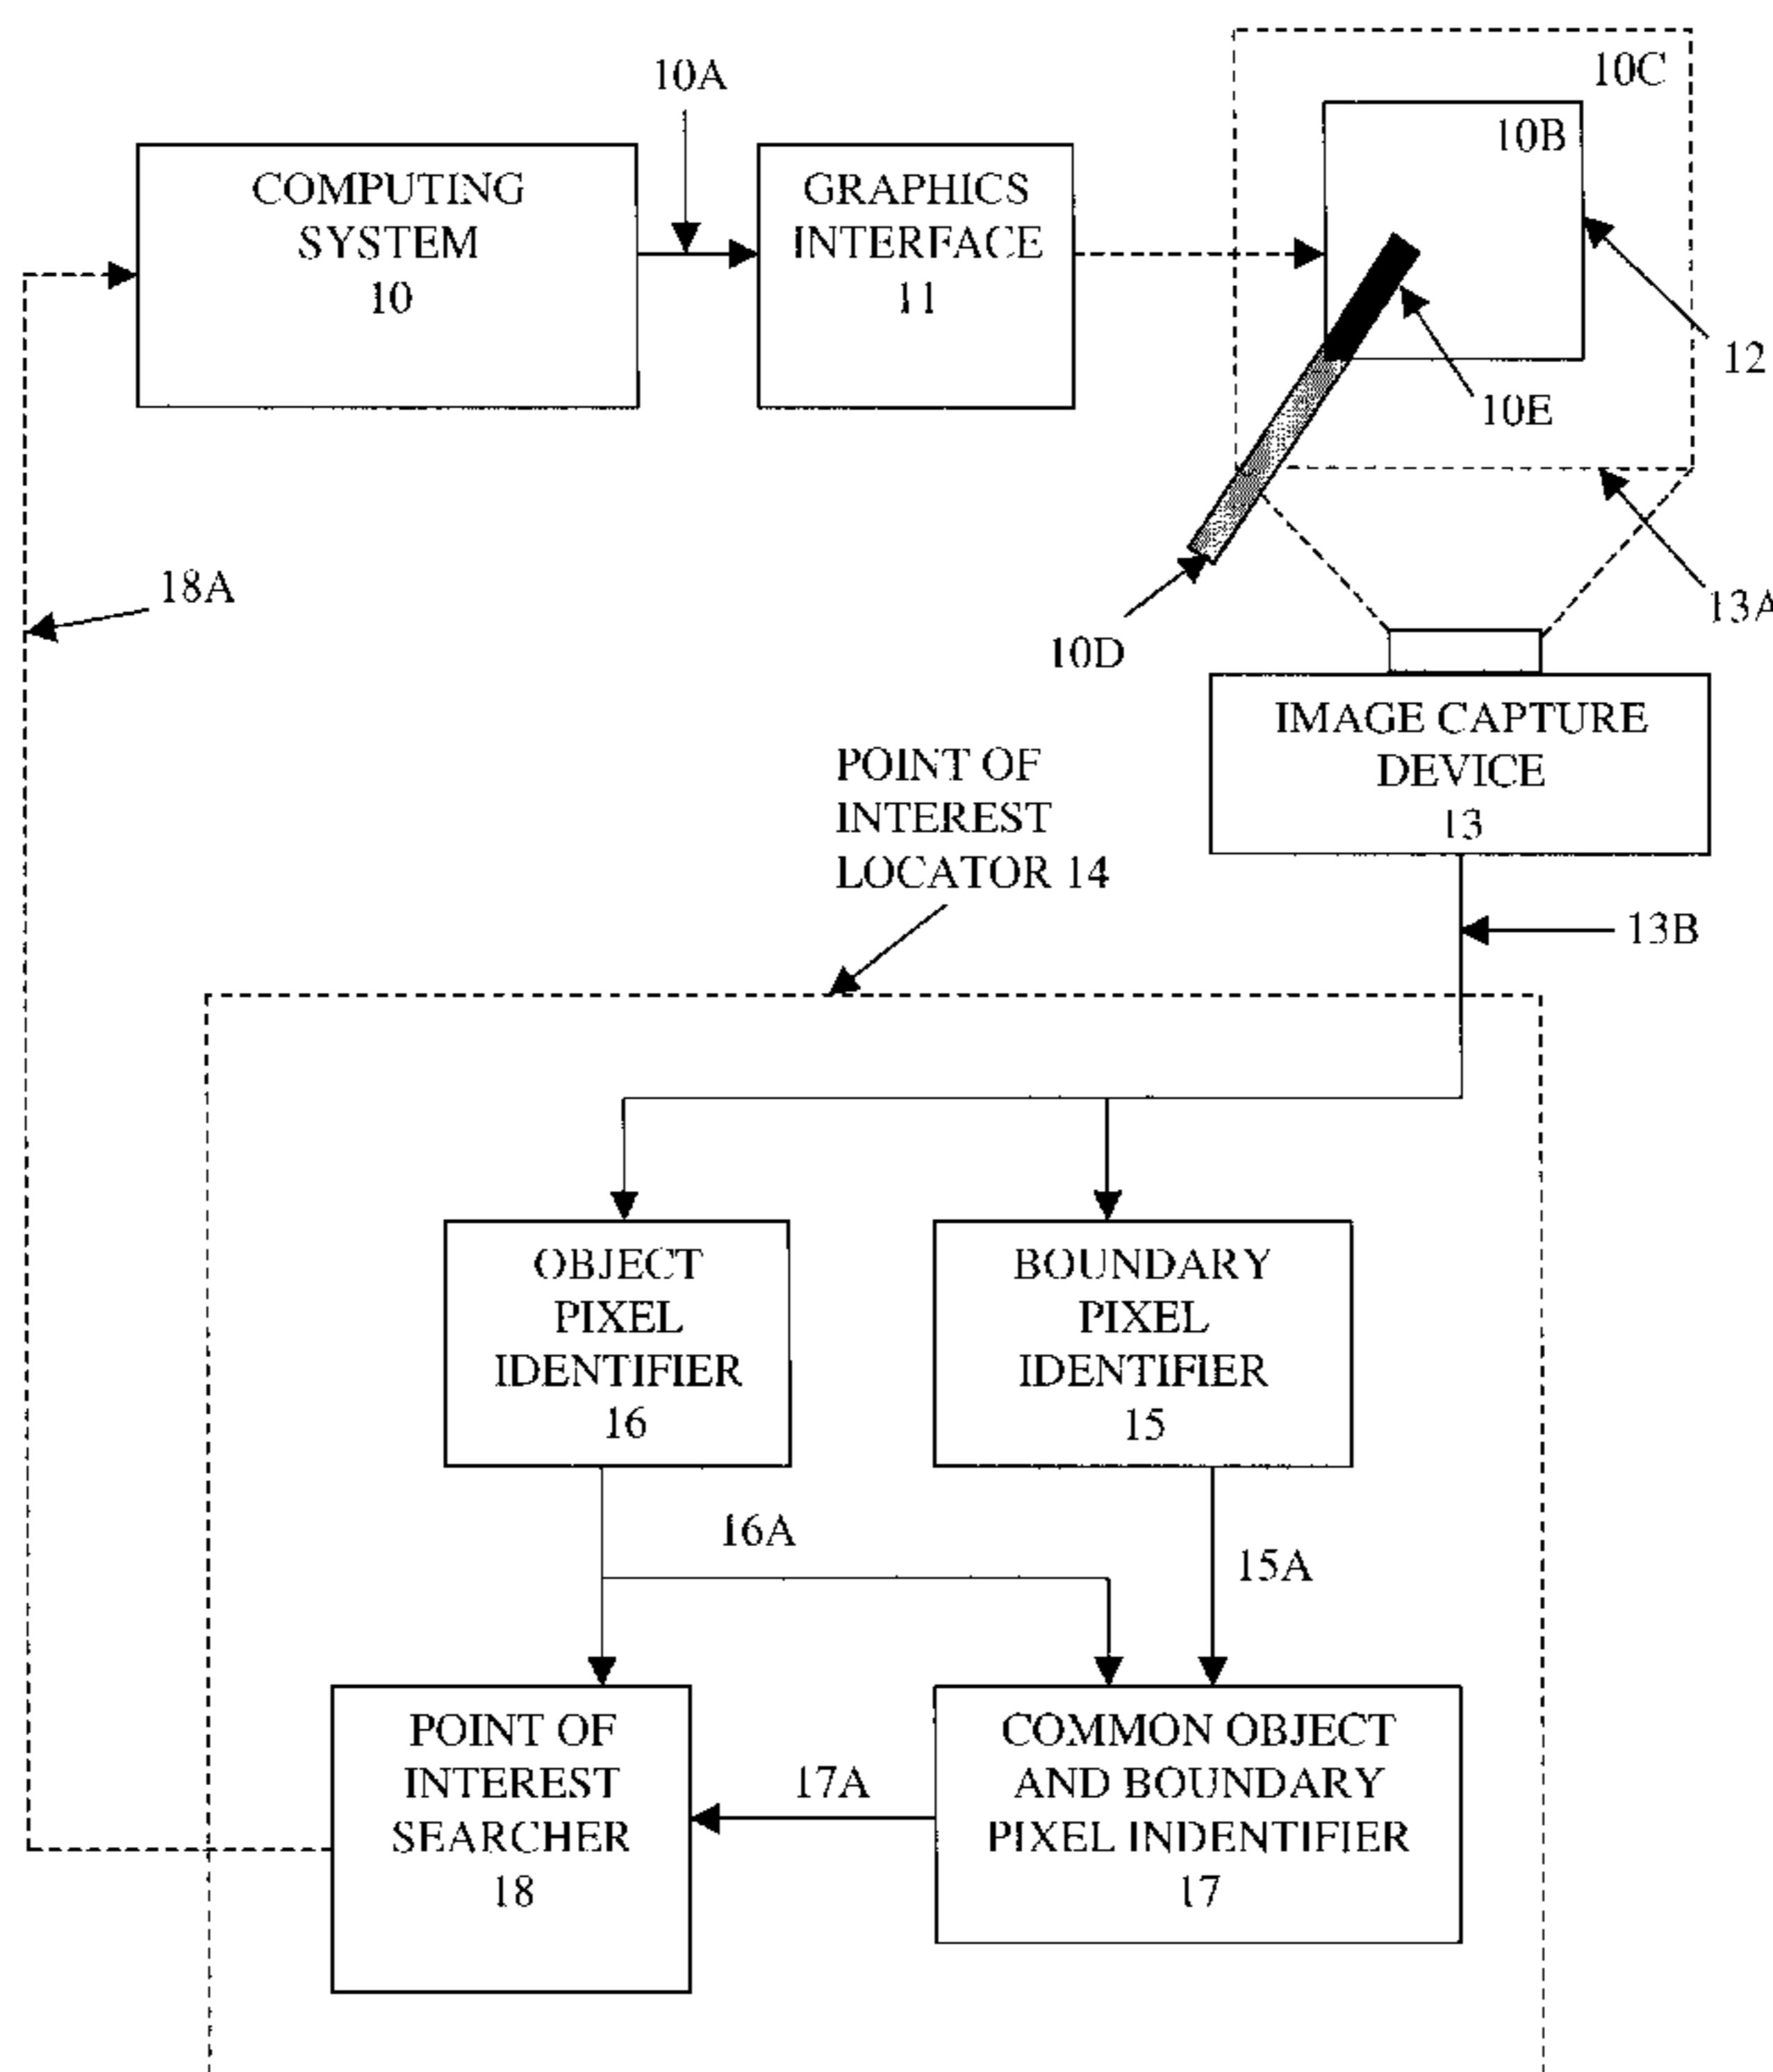 10A
10C
10B
COMPUTING
SYSTEM
10
GRAPHICS
INTERFACE
11
12
10E
18A
10D
13A
IMAGE CAPTURE
DEVICE
13
POINT OF
INTEREST
LOCATOR 14
13B
OBJECT
PIXEL
IDENTIFIER
16
BOUNDARY
PIXEL
IDENTIFIER
15
16A
15A
POINT OF
INTEREST
SEARCHER
18
17A
COMMON OBJECT
AND BOUNDARY
PIXEL INDENTIFIER
17